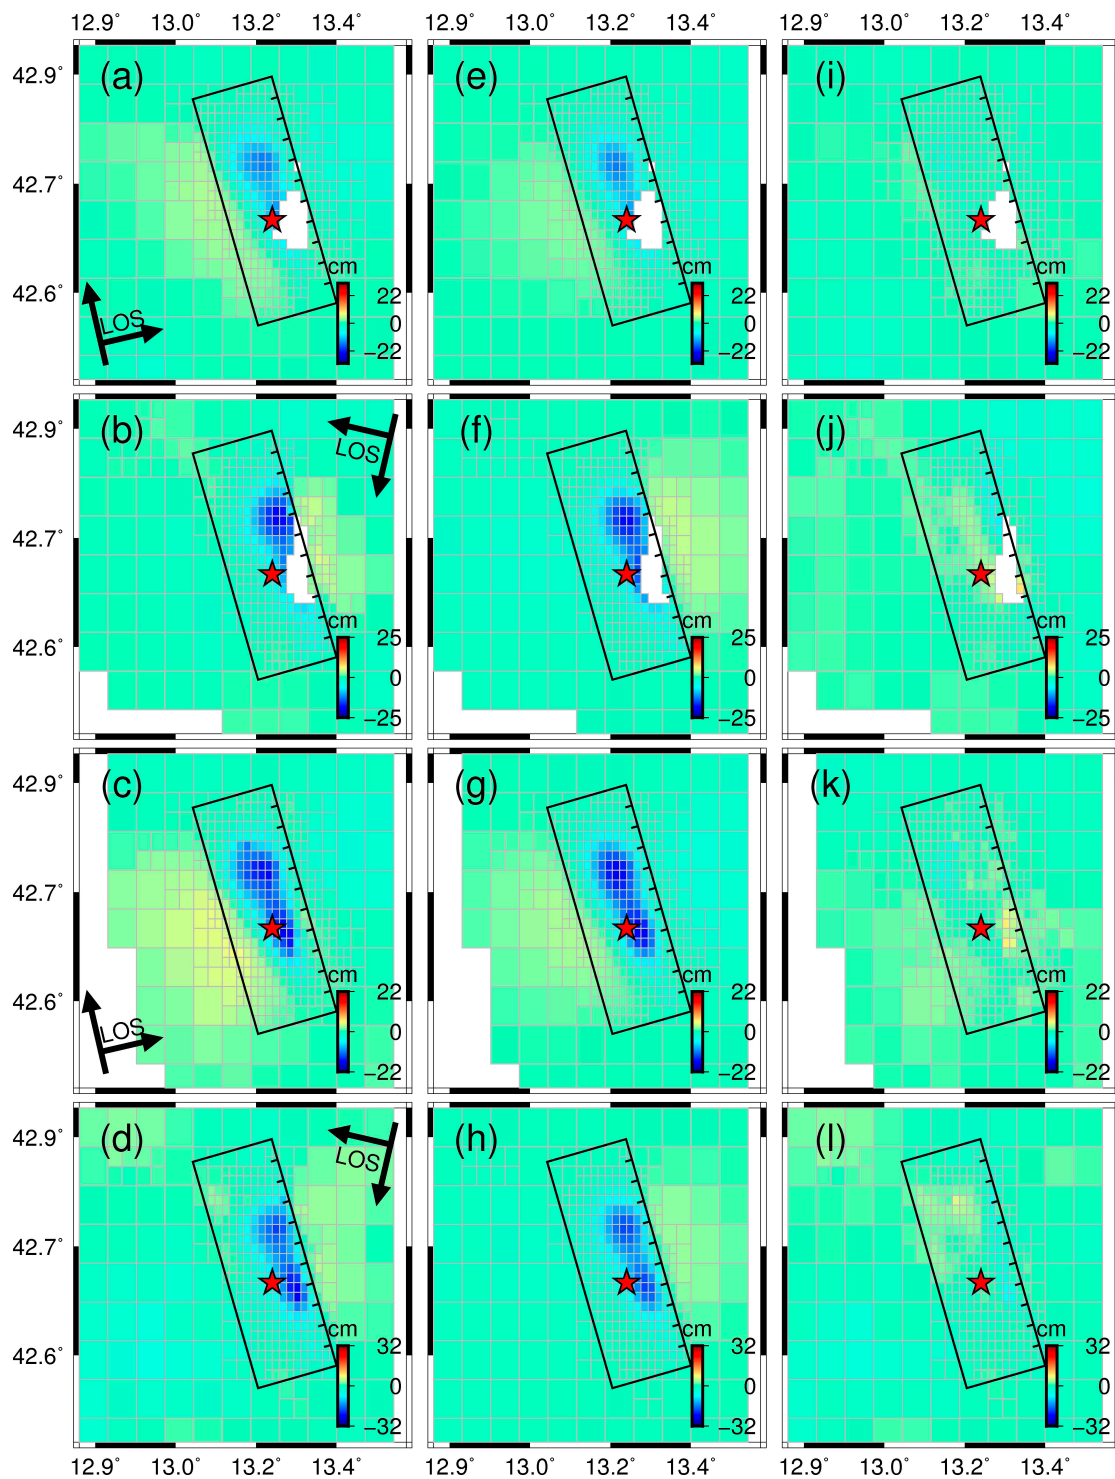 12.9° 13.0° 13.2° 13.4° 12.9° 13.0° 13.2° 13.4° 12.9° 13.0° 13.2° 13.4°
42.9° (a) (e) (i)
42.7°
cm cm cm
42.6° 22 22 22
LOS 0 0 0
−22 −22 −22
42.9° (b) (f) (j)
LOS
42.7°
cm cm cm
42.6° 25 25 25
0 0 0
−25 −25 −25
42.9° (c) (g) (k)
42.7°
cm cm cm
42.6° 22 22 22
LOS 0 0 0
−22 −22 −22
42.9° (d) (h) (l)
LOS
42.7°
cm cm cm
42.6° 32 32 32
0 0 0
−32 −32 −32
12.9° 13.0° 13.2° 13.4° 12.9° 13.0° 13.2° 13.4° 12.9° 13.0° 13.2° 13.4°